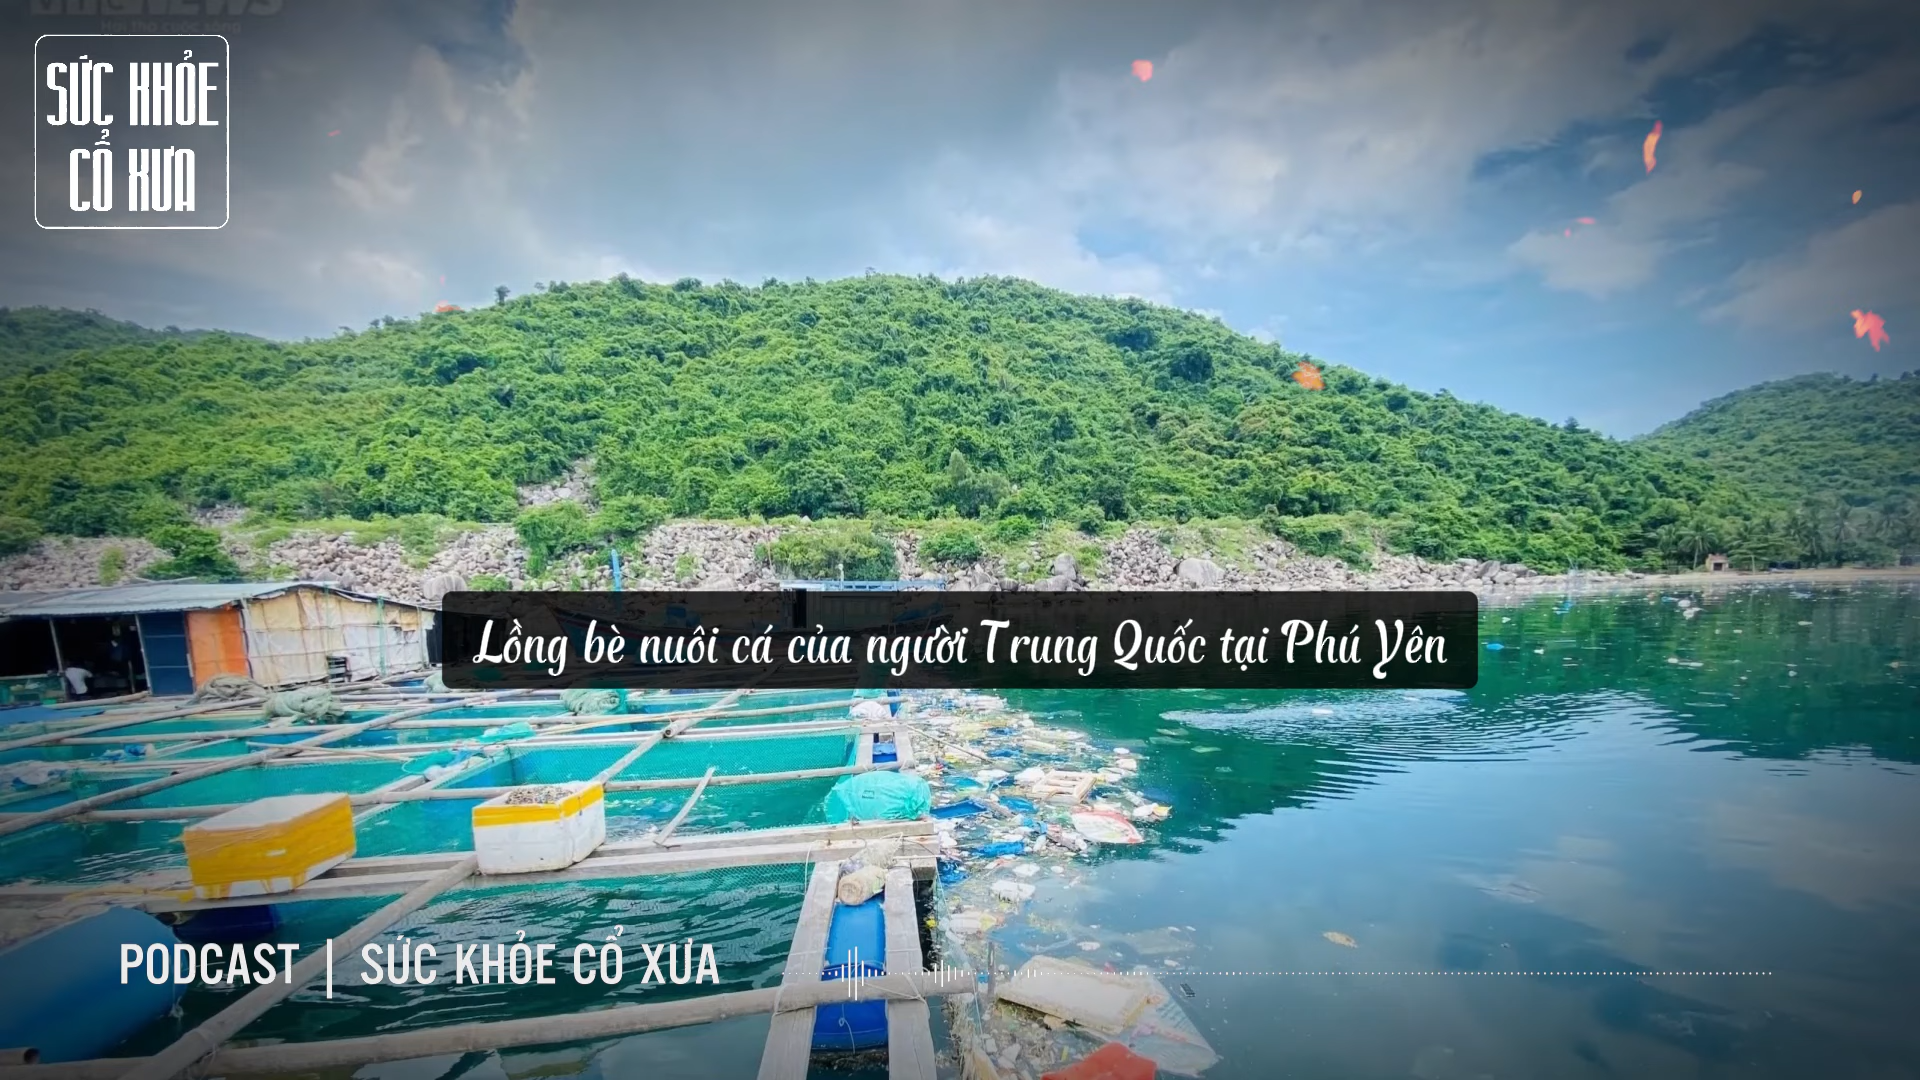 SỨC KHỎE
CỔ XƯA
Lồng bè nuôi cá của người Trung Quốc tại Phú Yên
PODCAST | SỨC KHỎE CỔ XƯA